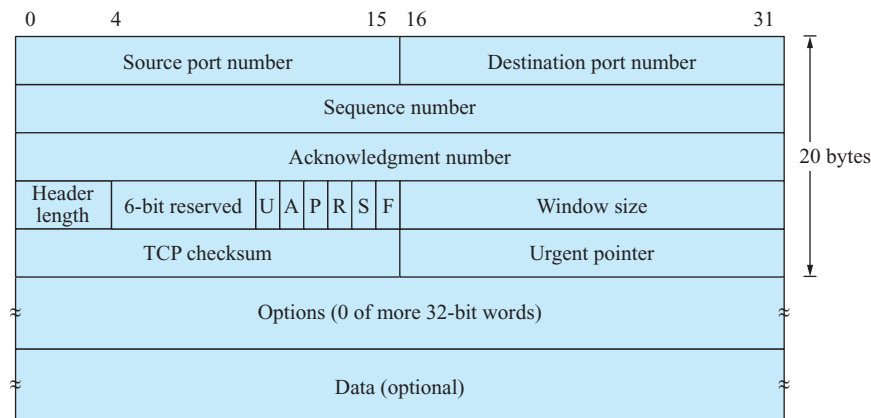 0 4 15 16 31
Source port number Destination port number
Sequence number
Acknowledgment number
20 bytes
Header length 6-bit reserved U A P R S F Window size
TCP checksum Urgent pointer
Options (0 of more 32-bit words)
Data (optional)